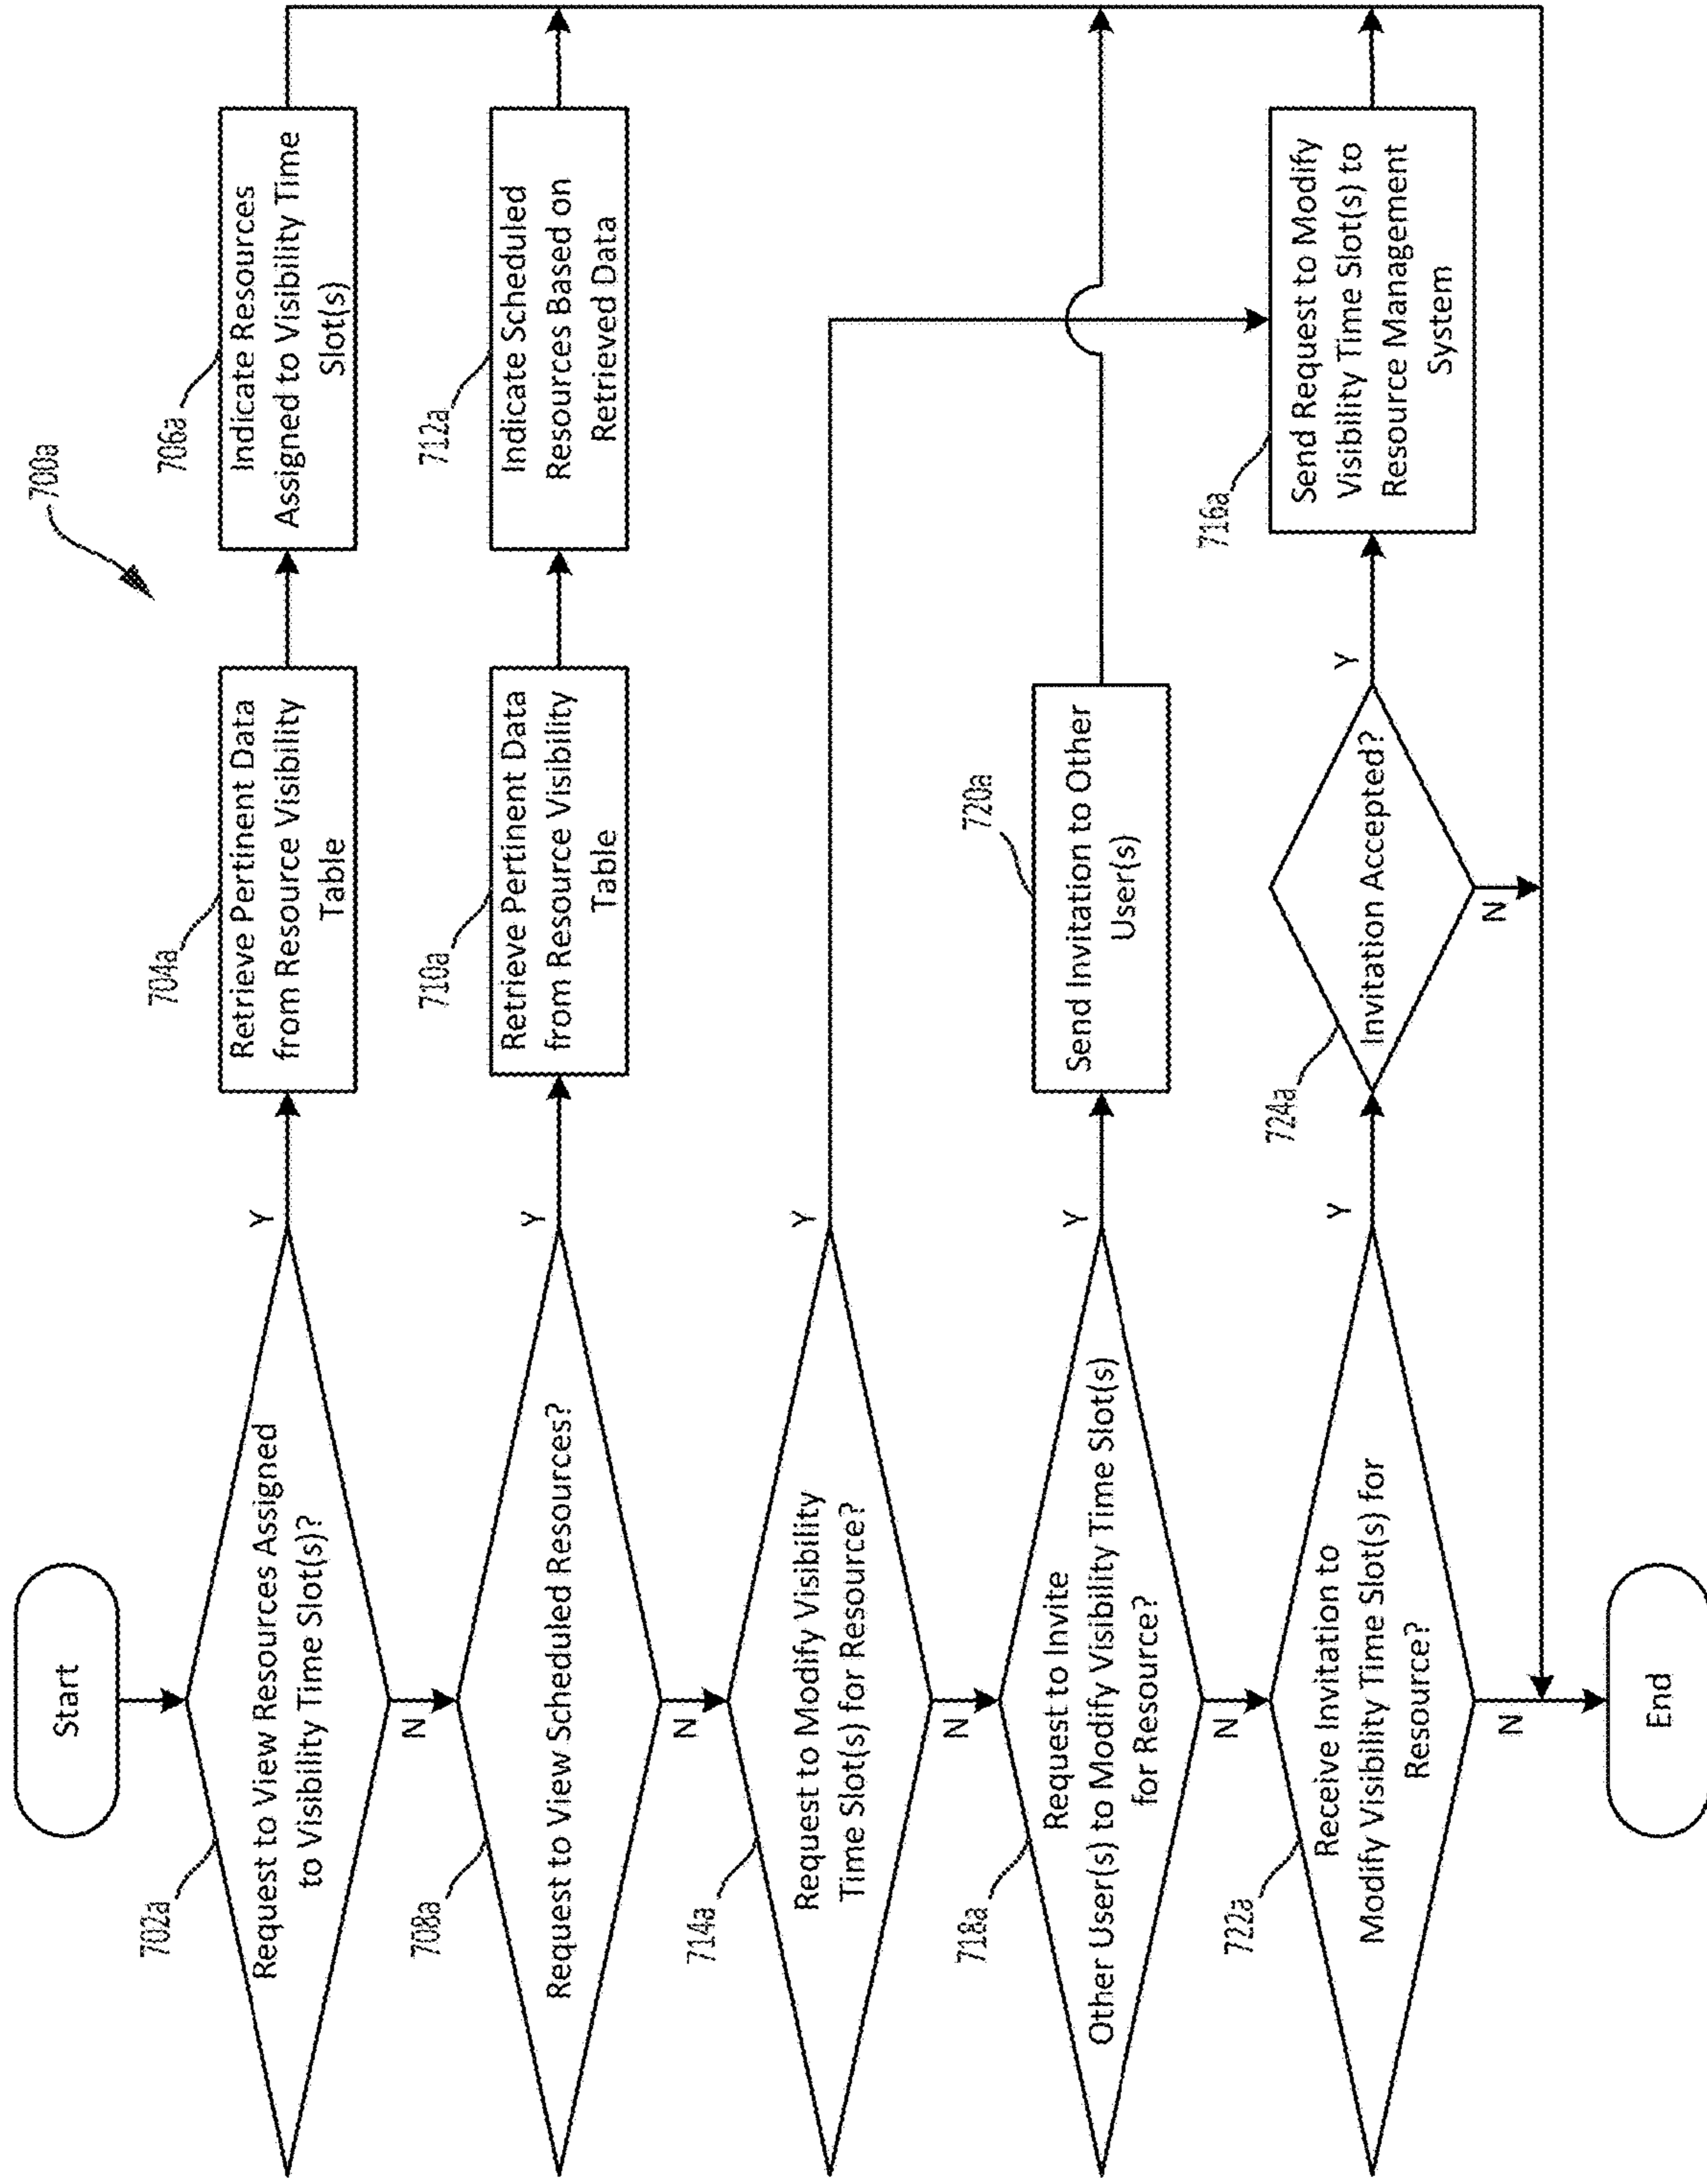 700a
Start
702a
Request to View Resources Assigned
to Visibility Time Slot(s)?
Y
N
704a
Retrieve Pertinent Data
from Resource Visibility
Table
706a
Indicate Resources
Assigned to Visibility Time
Slot(s)
708a
Request to View Scheduled Resources?
Y
N
710a
Retrieve Pertinent Data
from Resource Visibility
Table
712a
Indicate Scheduled
Resources Based on
Retrieved Data
714a
Request to Modify Visibility
Time Slot(s) for Resource?
Y
N
718a
Request to Invite
Other User(s) to Modify Visibility Time Slot(s)
for Resource?
Y
N
720a
Send Invitation to Other
User(s)
722a
Receive Invitation to
Modify Visibility Time Slot(s) for
Resource?
Y
N
724a
Invitation Accepted?
Y
N
716a
Send Request to Modify
Visibility Time Slot(s) to
Resource Management
System
End